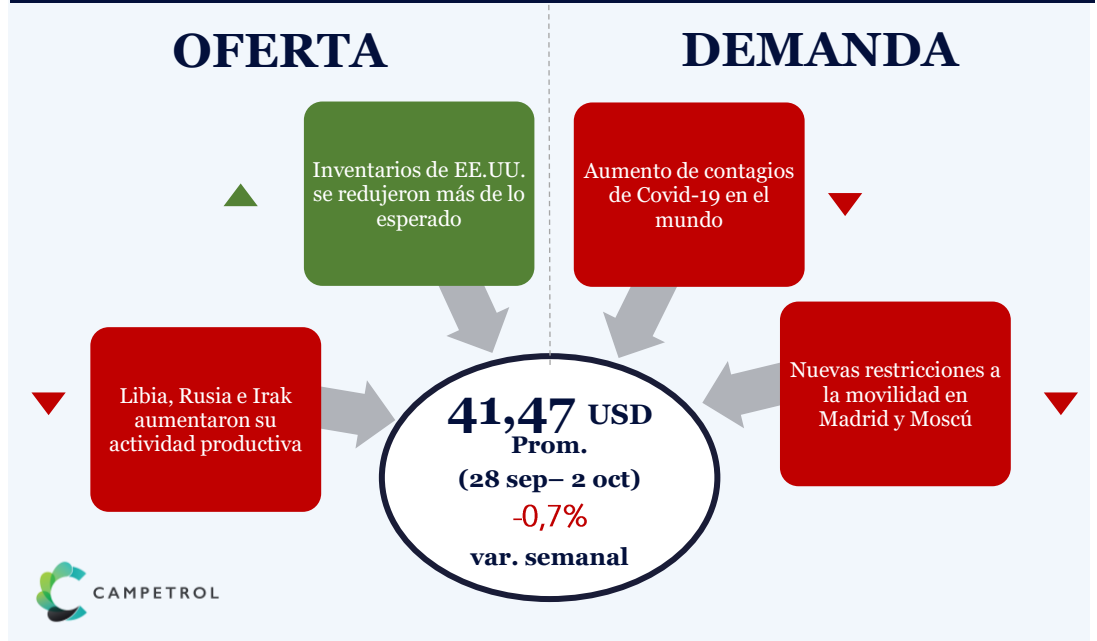 OFERTA
DEMANDA
Inventarios de EE.UU.
se redujeron más de lo
esperado
Aumento de contagios
de Covid-19 en el
mundo
Libia, Rusia e Irak
aumentaron su
actividad productiva
Nuevas restricciones a
la movilidad en
Madrid y Moscú
41,47 USD
Prom.
(28 sep– 2 oct)
-0,7%
var. semanal
CAMPETROL